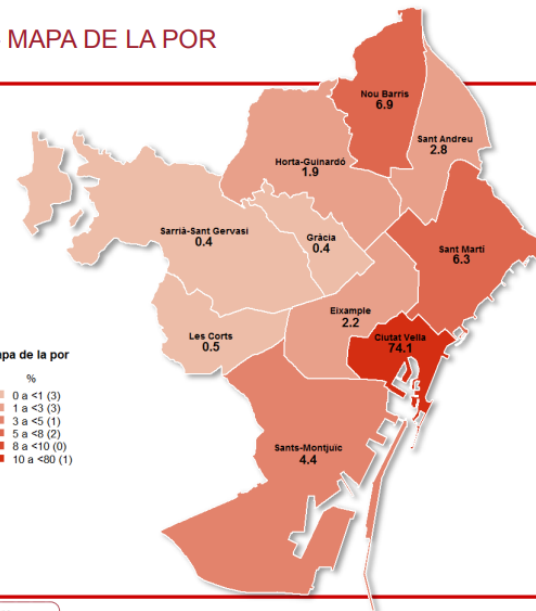 MAPA DE LA POR
Nou Barris
6.9
Sant Andreu
2.8
Horta-Guinardó
1.9
Sarrià-Sant Gervasi
0.4
Gràcia
0.4
Sant Martí
6.3
Eixample
2.2
Les Corts
0.5
Ciutat Vella
74.1
Sants-Montjuïc
4.4
apa de la por
%
0 a <1 (3)
1 a <3 (3)
3 a <5 (1)
5 a <8 (2)
8 a <10 (0)
10 a <80 (1)